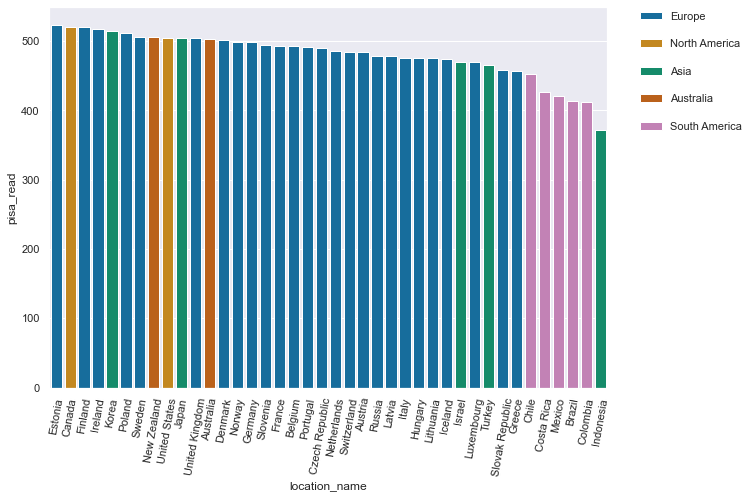 Europe
North America
Asia
Australia
South America
pisa_read
500
400
300
200
100
0
Estonia
Canada
Finland
Ireland
Korea
Poland
Sweden
New Zealand
United States
Japan
United Kingdom
Australia
Denmark
Norway
Germany
Slovenia
France
Belgium
Portugal
Czech Republic
Netherlands
Switzerland
Austria
Russia
Latvia
Italy
Hungary
Lithuania
Iceland
Israel
Luxembourg
Turkey
Slovak Republic
Greece
Chile
Costa Rica
Mexico
Brazil
Colombia
Indonesia
location_name